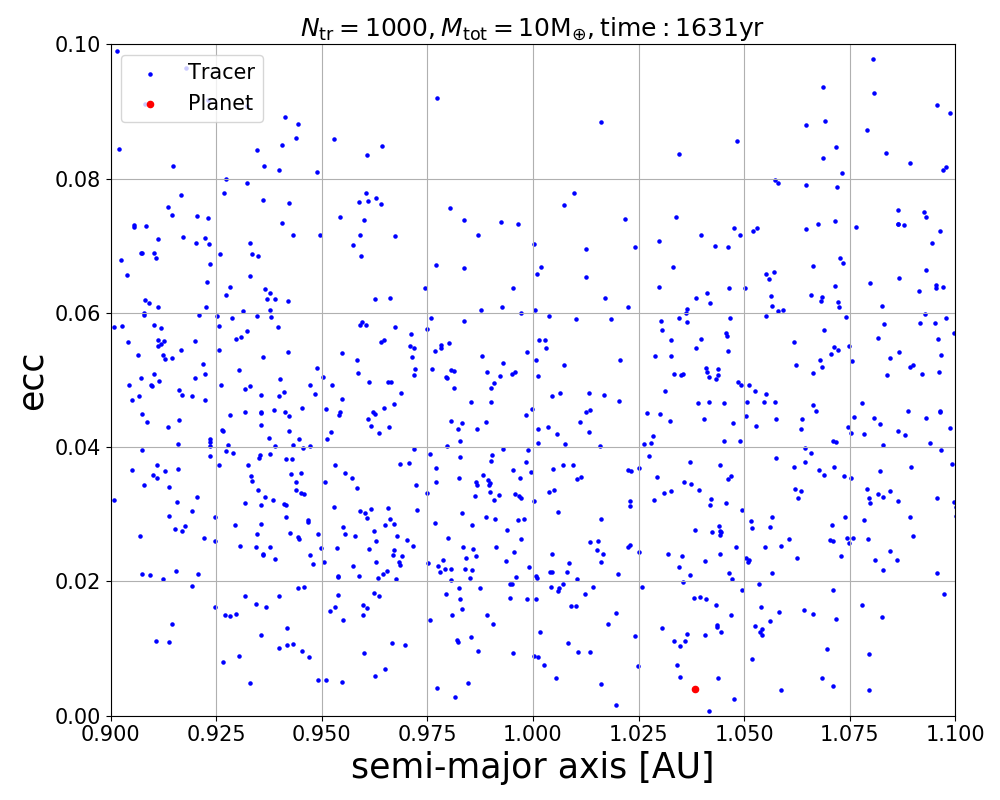 N_tr = 1000, M_tot = 10M_⊕, time : 1631yr
Tracer
Planet
ecc
0.10
0.08
0.06
0.04
0.02
0.00
0.900 0.925 0.950 0.975 1.000 1.025 1.050 1.075 1.100
semi-major axis [AU]